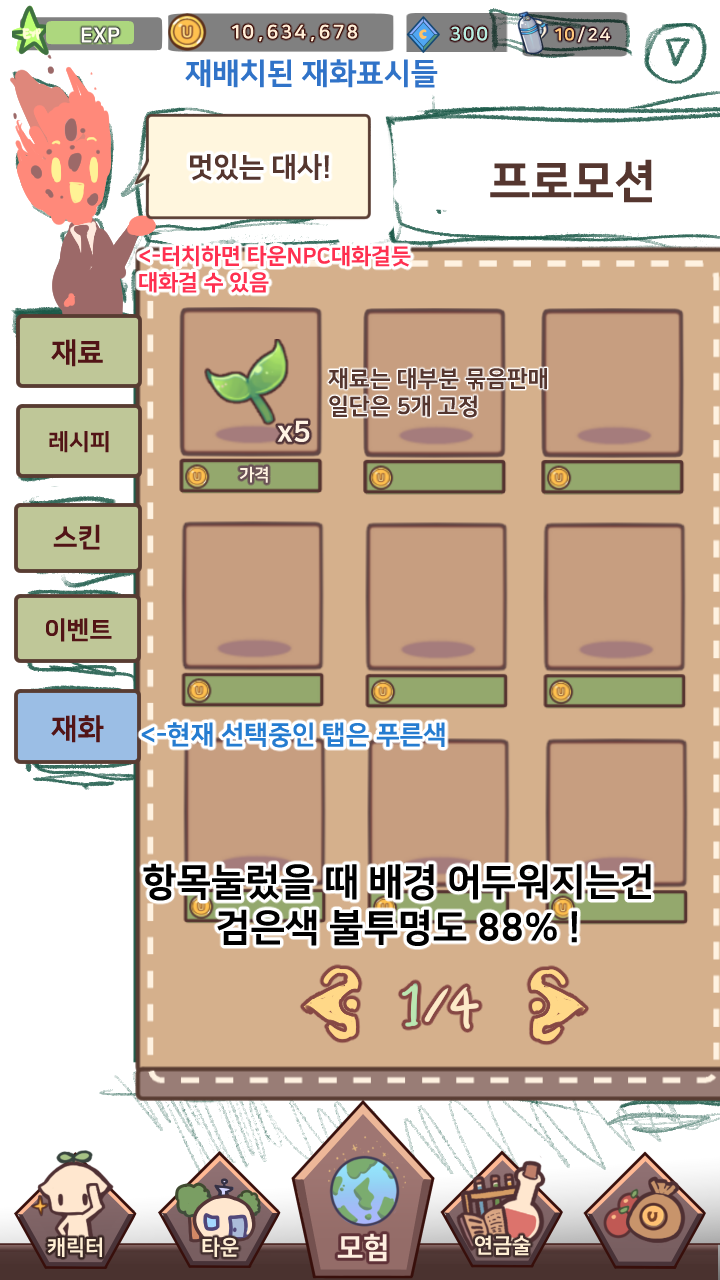 EXP
10,634,678
300
10/24
재배치된 재화표시들
멋있는 대사!
프로모션
<-터치하면 타운NPC대화걸듯
대화걸 수 있음
재료
레시피
스킨
이벤트
재화
x5
재료는 대부분 묶음판매
일단은 5개 고정
가격
<-현재 선택중인 탭은 푸른색
항목눌렀을 때 배경 어두워지는건
검은색 불투명도 88% !
1/4
캐릭터
타운
모험
연금술